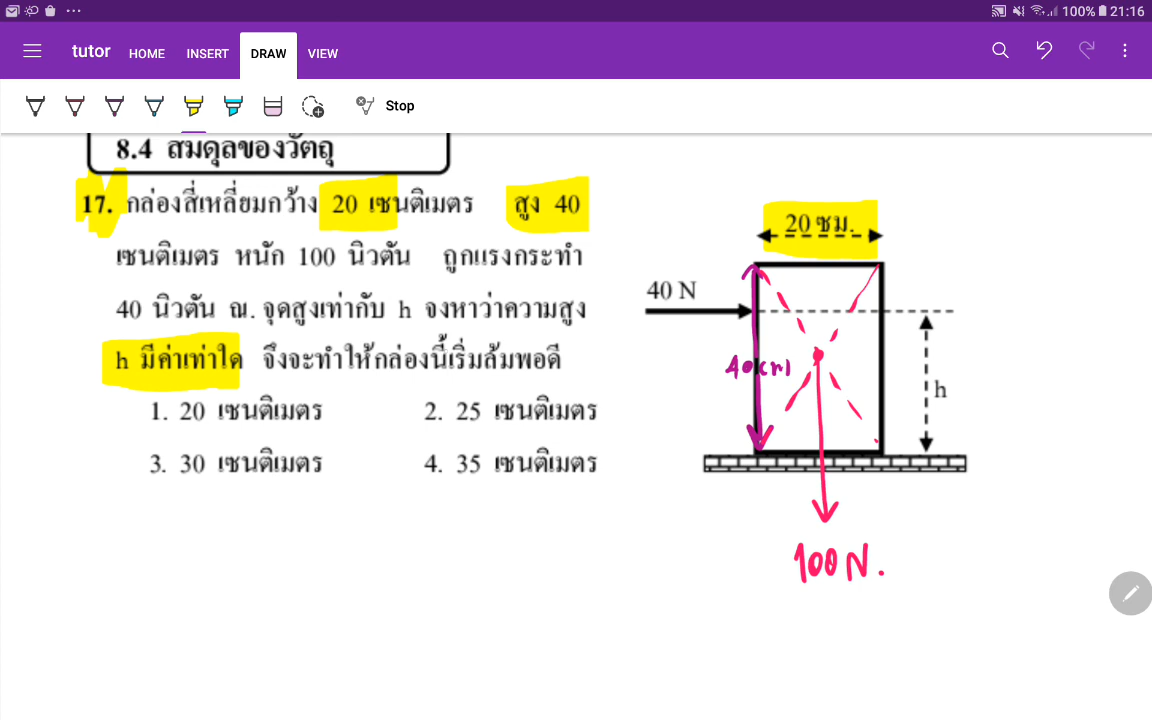 100% 21:16
tutor HOME INSERT DRAW VIEW
Stop
8.4 สมดุลของวัตถุ
17. กล่องสี่เหลี่ยมกว้าง 20 เซนติเมตร สูง 40
เซนติเมตร หนัก 100 นิวตัน ถูกแรงกระทำ
40 นิวตัน ณ. จุดสูงเท่ากับ h จงหาว่าความสูง
h มีค่าเท่าใด จึงจะทำให้กล่องนี้เริ่มล้มพอดี
1. 20 เซนติเมตร 2. 25 เซนติเมตร
3. 30 เซนติเมตร 4. 35 เซนติเมตร
20 ซม.
40 N
40cm
h
100 N.